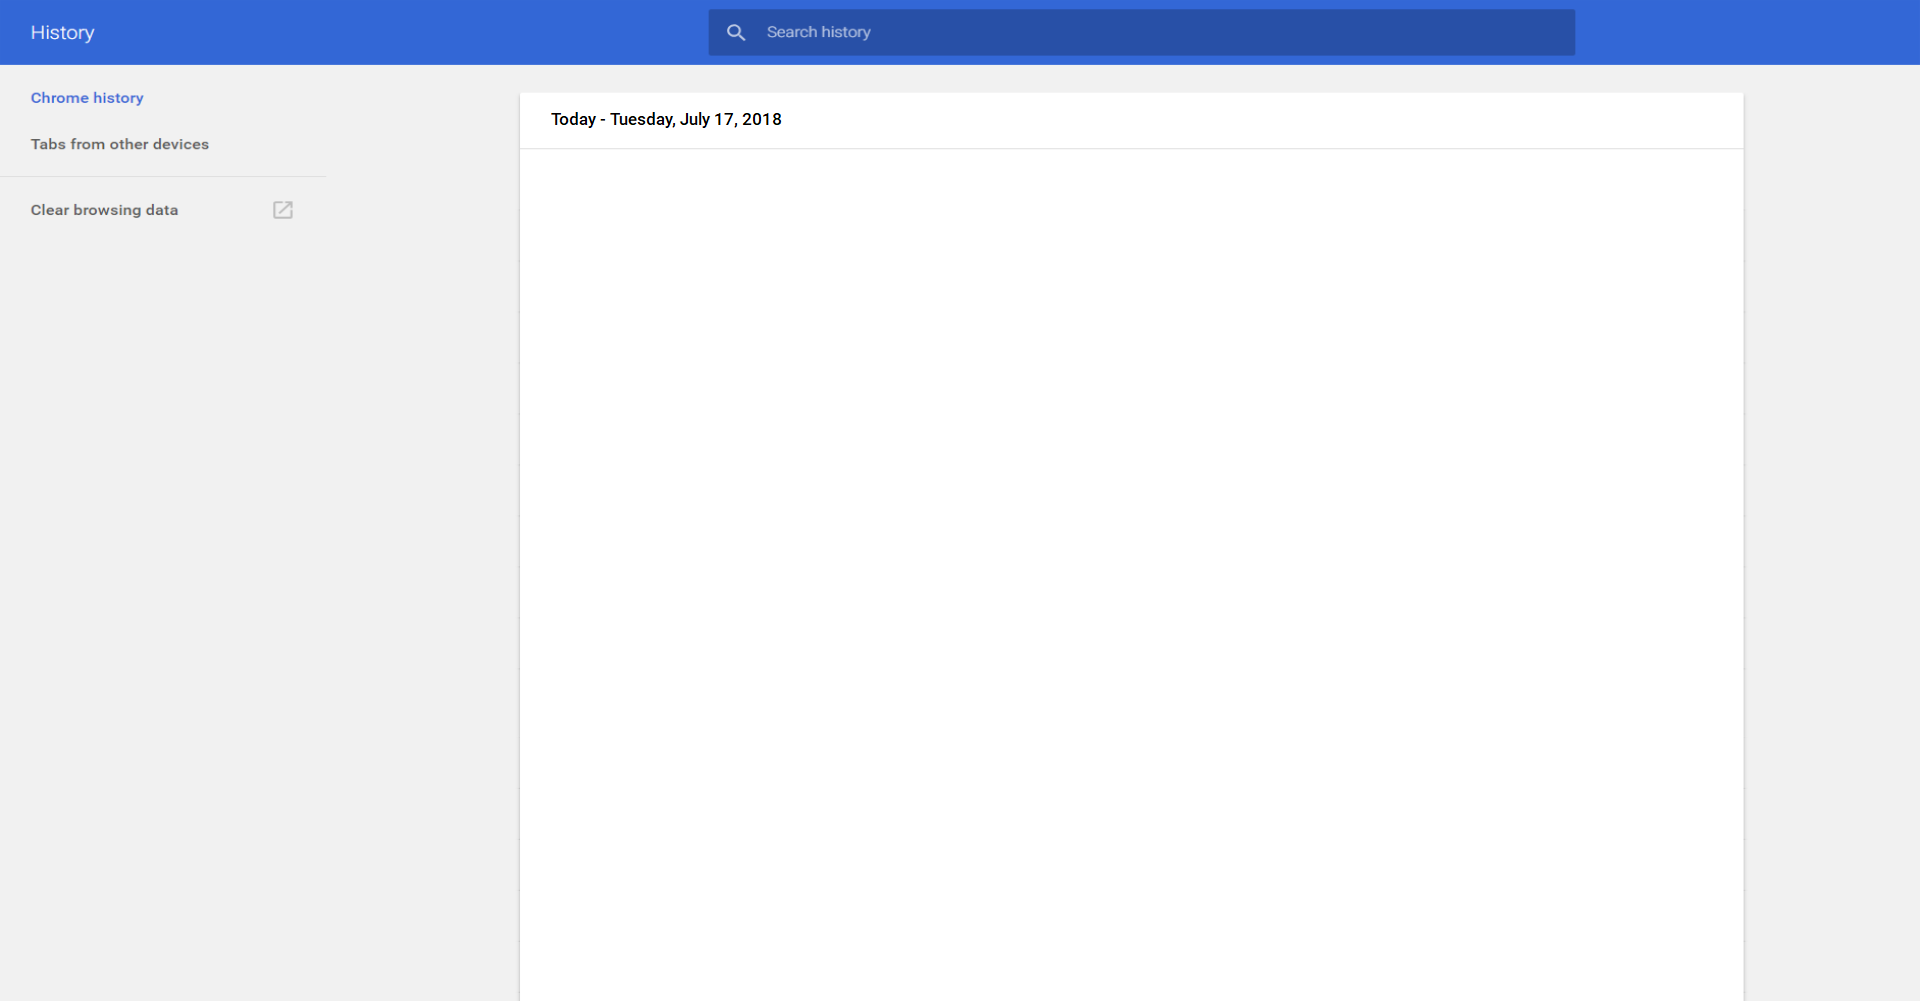 History
Search history
Chrome history
Tabs from other devices
Clear browsing data
Today - Tuesday, July 17, 2018